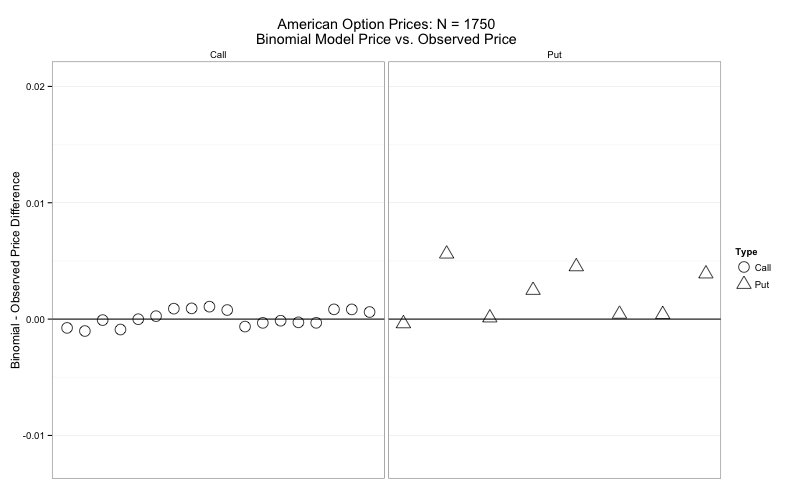 American Option Prices: N = 1750
Binomial Model Price vs. Observed Price
Call
Put
Binomial - Observed Price Difference
0.02
0.01
0.00
-0.01
Type
Call
Put